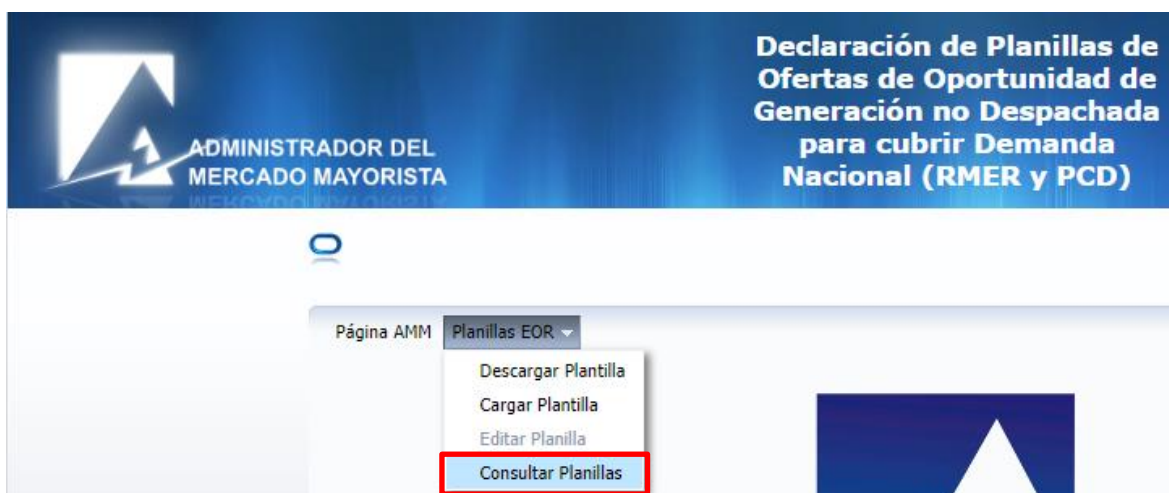 Declaración de Planillas de
Ofertas de Oportunidad de
Generación no Despachada
para cubrir Demanda
Nacional (RMER y PCD)
ADMINISTRADOR DEL
MERCADO MAYORISTA
Página AMM Planillas EOR
Descargar Plantilla
Cargar Plantilla
Editar Planilla
Consultar Planillas